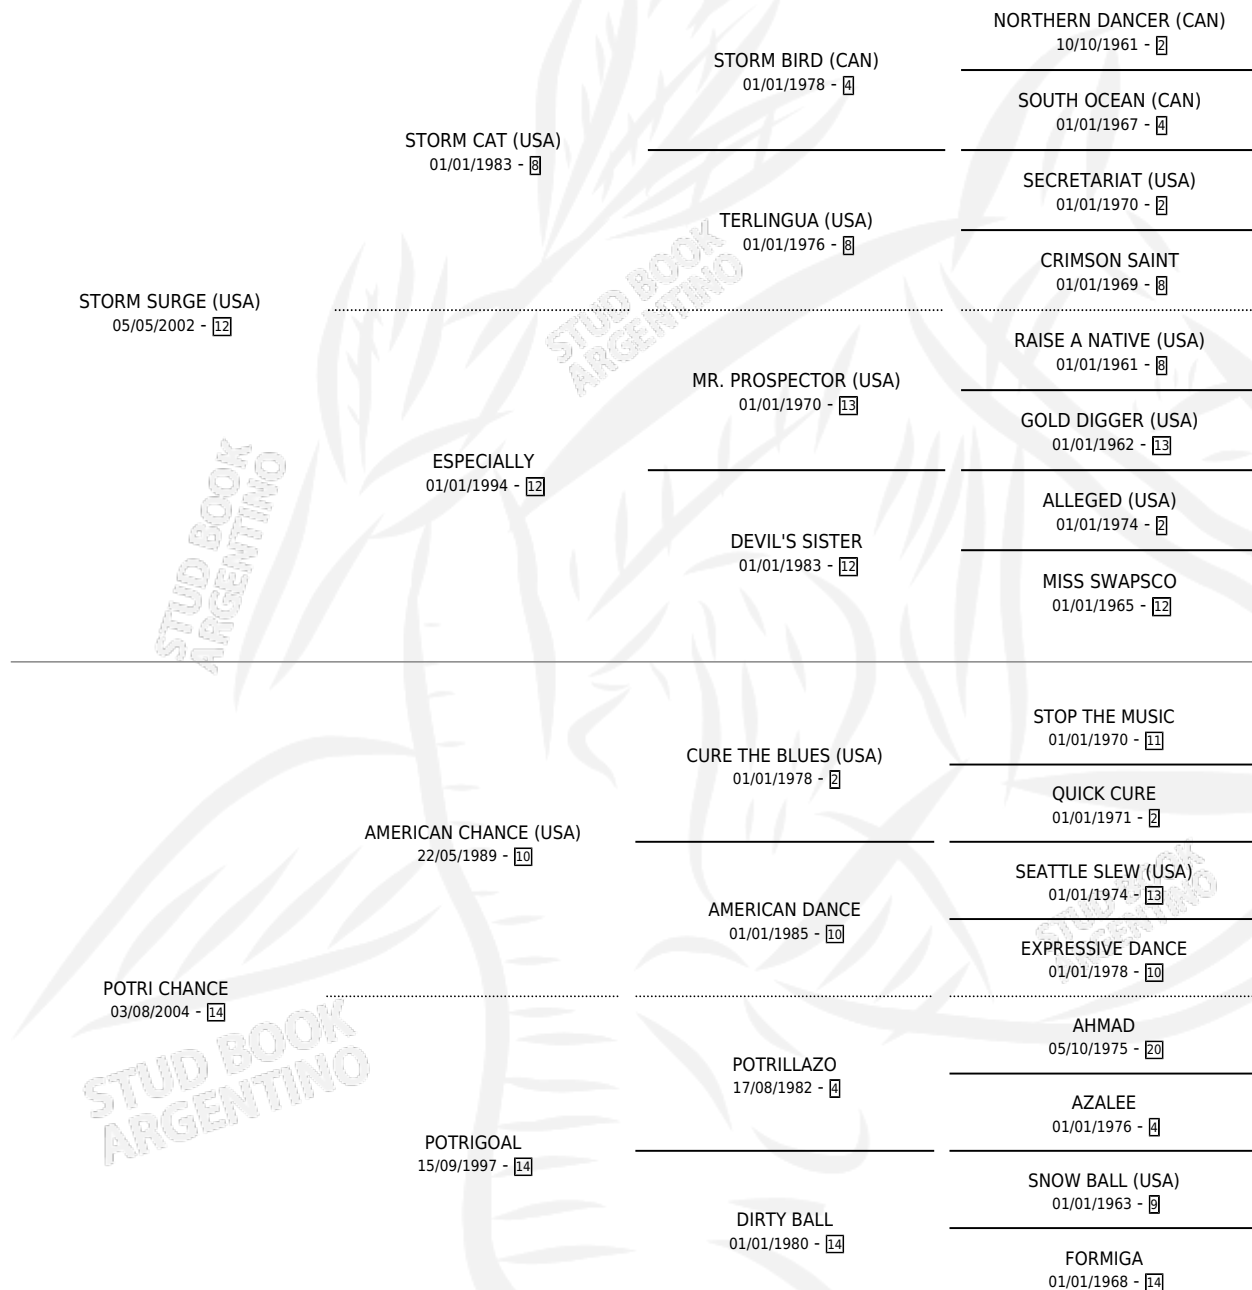 NORTHERN DANCER (CAN)
10/10/1961 - 2
STORM BIRD (CAN)
01/01/1978 - 4
SOUTH OCEAN (CAN)
01/01/1967 - 4
STORM CAT (USA)
01/01/1983 - 8
SECRETARIAT (USA)
01/01/1970 - 2
TERLINGUA (USA)
01/01/1976 - 8
CRIMSON SAINT
01/01/1969 - 8
STORM SURGE (USA)
05/05/2002 - 12
RAISE A NATIVE (USA)
01/01/1961 - 8
MR. PROSPECTOR (USA)
01/01/1970 - 13
GOLD DIGGER (USA)
01/01/1962 - 13
ESPECIALLY
01/01/1994 - 12
ALLEGED (USA)
01/01/1974 - 2
DEVIL'S SISTER
01/01/1983 - 12
MISS SWAPSCO
01/01/1965 - 12
STOP THE MUSIC
01/01/1970 - 11
CURE THE BLUES (USA)
01/01/1978 - 2
QUICK CURE
01/01/1971 - 2
AMERICAN CHANCE (USA)
22/05/1989 - 10
SEATTLE SLEW (USA)
01/01/1974 - 13
AMERICAN DANCE
01/01/1985 - 10
EXPRESSIVE DANCE
01/01/1978 - 10
POTRI CHANCE
03/08/2004 - 14
AHMAD
05/10/1975 - 20
POTRILLAZO
17/08/1982 - 4
AZALEE
01/01/1976 - 4
POTRIGOAL
15/09/1997 - 14
SNOW BALL (USA)
01/01/1963 - 9
DIRTY BALL
01/01/1980 - 14
FORMIGA
01/01/1968 - 14
STUD BOOK
ARGENTINO
STUD BOOK
ARGENTINO
STUD BOOK
ARGENTINO
STUD BOOK
ARGENTINO